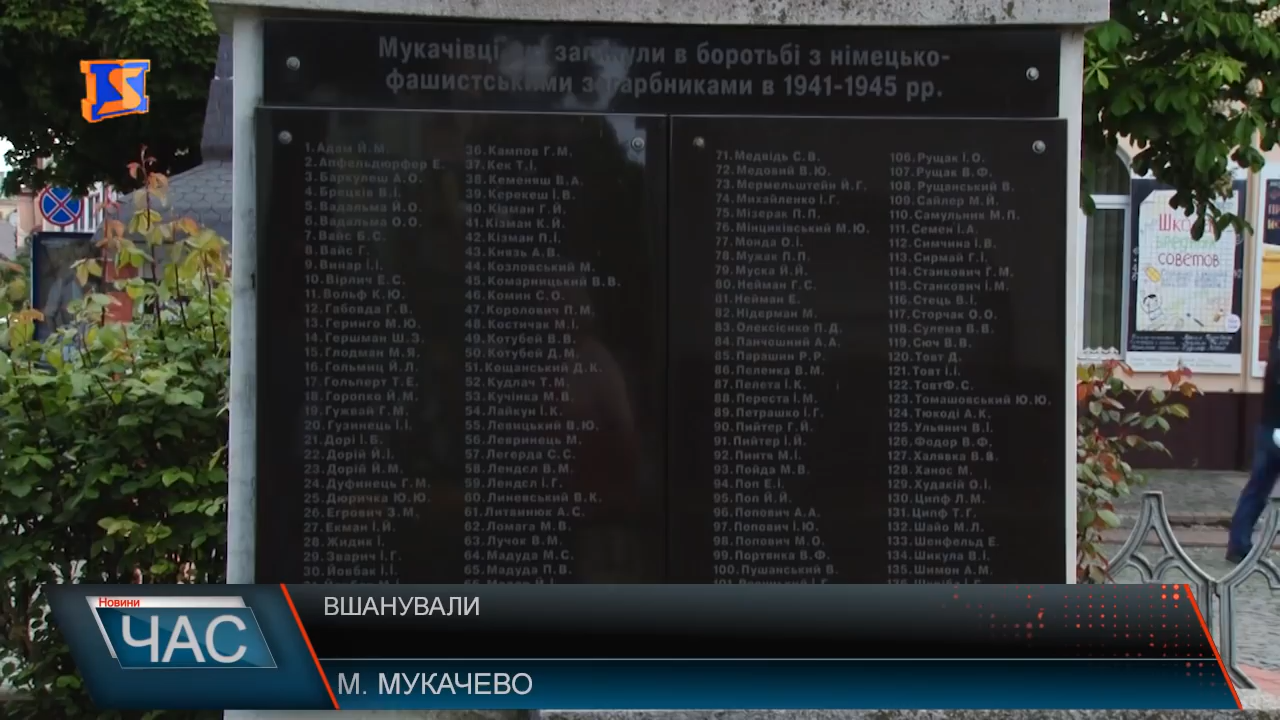 Мукачівці загинули в боротьбі з німецько-
фашистськими загарбниками в 1941-1945 рр.
1. Адам Й.М.
2. Апфельдюрфер Е.
3. Баркулеш А.О.
4. Брецків В.І.
5. Вадальма Й.О.
6. Вадальма О.О.
7. Вайс Б.С.
8. Вайс Г.
9. Винар І.І.
10. Вірлич Е.С.
11. Вольф К.Ю.
12. Габовда Г.В.
13. Геринго М.Ю.
14. Гершман Ш.З.
15. Глодман М.Я.
16. Гольмиц Й.Л.
17. Гольперт Т.Е.
18. Горопко Й.М.
19. Гужвай Г.М.
20. Гузинець І.І.
21. Дорі І.Б.
22. Дорій Й.І.
23. Дорій Й.М.
24. Дуфинець Г.М.
25. Дюричка Ю.Ю.
26. Егрович З.М.
27. Екман І.Й.
28. Жидик І.
29. Зварич І.Г.
30. Йовбак І.І.
36. Кампов Г.М.
37. Кек Т.І.
38. Кеменяш В.А.
39. Керекеш І.В.
40. Кізман Г.Й.
41. Кізман К.Й.
42. Кізман П.І.
43. Князь А.В.
44. Козловський М.
45. Комарницький В.В.
46. Комин С.О.
47. Королович П.М.
48. Костичак М.І.
49. Котубей В.В.
50. Котубей Д.М.
51. Кощанський Д.К.
52. Кудлач Т.М.
53. Кучінка М.В.
54. Лайкун І.К.
55. Левицький В.Ю.
56. Левринець М.
57. Легерда С.С.
58. Лендєл В.М.
59. Лендєл І.Г.
60. Линевський В.К.
61. Литаннюк А.С.
62. Ломага М.В.
63. Лучок В.М.
64. Мадуда М.С.
65. Мадуда П.В.
71. Медвідь С.В.
72. Медовий В.Ю.
73. Мермельштейн Й.Г.
74. Михайленко І.Г.
75. Мізерак П.П.
76. Мінциківський М.Ю.
77. Монда О.І.
78. Мужак П.П.
79. Муска Й.Й.
80. Нейман Г.С.
81. Нейман Е.
82. Нідерман М.
83. Олексієнко П.Д.
84. Панчошний А.А.
85. Парашин Р.Р.
86. Пеленка В.М.
87. Пелета І.К.
88. Переста І.М.
89. Петрашко І.Г.
90. Пийтер Г.Й.
91. Пийтер І.Й.
92. Пинтя М.І.
93. Пойда М.В.
94. Поп Е.І.
95. Поп Й.Й.
96. Попович А.А.
97. Попович І.Ю.
98. Попович М.О.
99. Портянка В.Ф.
100. Пушанський В.
106. Рущак І.О.
107. Рущак В.Ф.
108. Рущанський В.
109. Сайлер М.Й.
110. Самульник М.П.
111. Семен І.А.
112. Симчина І.В.
113. Сирмай Г.І.
114. Станкович Г.М.
115. Станкович І.М.
116. Стець В.І.
117. Сторчак О.О.
118. Сулема В.В.
119. Сюч В.В.
120. Товт Д.
121. Товт І.І.
122. Товт Ф.С.
123. Томашовський Ю.Ю.
124. Тюкоді А.К.
125. Ульянич В.І.
126. Фодор В.Ф.
127. Халявка В.В.
128. Ханос М.
129. Худакій О.І.
130. Ципф Л.М.
131. Ципф Т.Г.
132. Шайо М.Л.
133. Шенфельд Е.
134. Шикула В.І.
135. Шимон А.М.
Школа
вредных
советов
Новини
ЧАС
ВШАНУВАЛИ
М. МУКАЧЕВО